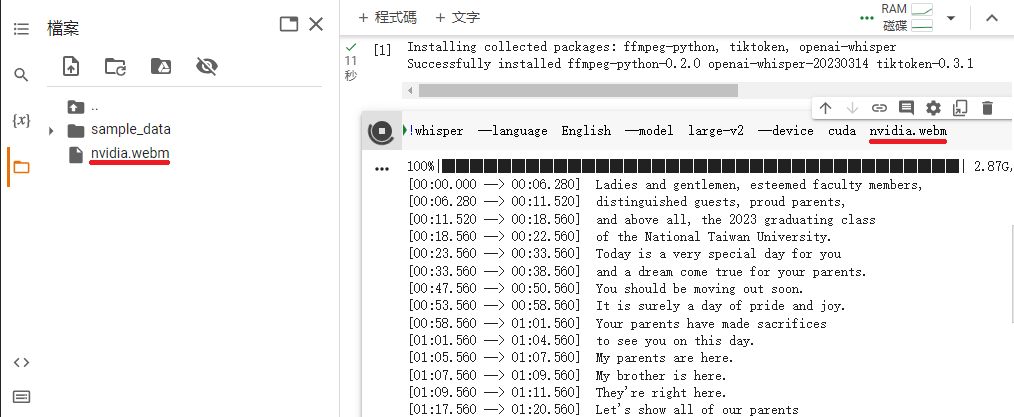 檔案
+ 程式碼 + 文字
RAM
磁碟
{x}
..
sample_data
nvidia.webm
[1]
11
秒
Installing collected packages: ffmpeg-python, tiktoken, openai-whisper
Successfully installed ffmpeg-python-0.2.0 openai-whisper-20230314 tiktoken-0.3.1
!whisper --language English --model large-v2 --device cuda nvidia.webm
100%| | 2.87G,
[00:00.000 --> 00:06.280] Ladies and gentlemen, esteemed faculty members,
[00:06.280 --> 00:11.520] distinguished guests, proud parents,
[00:11.520 --> 00:18.560] and above all, the 2023 graduating class
[00:18.560 --> 00:22.560] of the National Taiwan University.
[00:23.560 --> 00:33.560] Today is a very special day for you
[00:33.560 --> 00:38.560] and a dream come true for your parents.
[00:47.560 --> 00:50.560] You should be moving out soon.
[00:53.560 --> 00:58.560] It is surely a day of pride and joy.
[00:58.560 --> 01:01.560] Your parents have made sacrifices
[01:01.560 --> 01:04.560] to see you on this day.
[01:05.560 --> 01:07.560] My parents are here.
[01:07.560 --> 01:09.560] My brother is here.
[01:09.560 --> 01:11.560] They're right here.
[01:17.560 --> 01:20.560] Let's show all of our parents